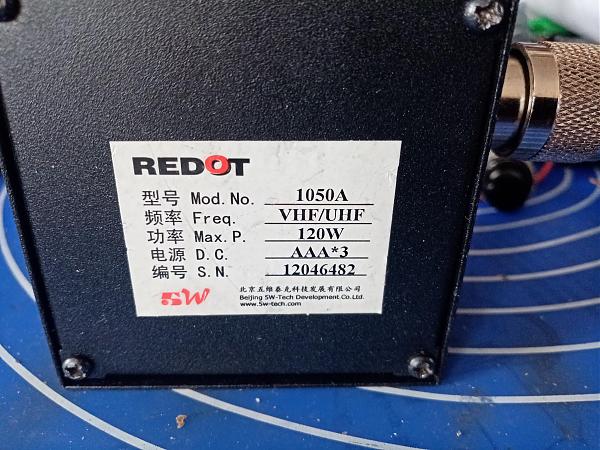 REDOT
型号 Mod.No. 1050A
频率 Freq. VHF/UHF
功率 Max.P. 120W
电源 D.C. AAA*3
编号 S.N. 12046482
5W 北京五维泰克科技发展有限公司
Beijing 5W-Tech Development Co.Ltd.
www.5w-tech.com